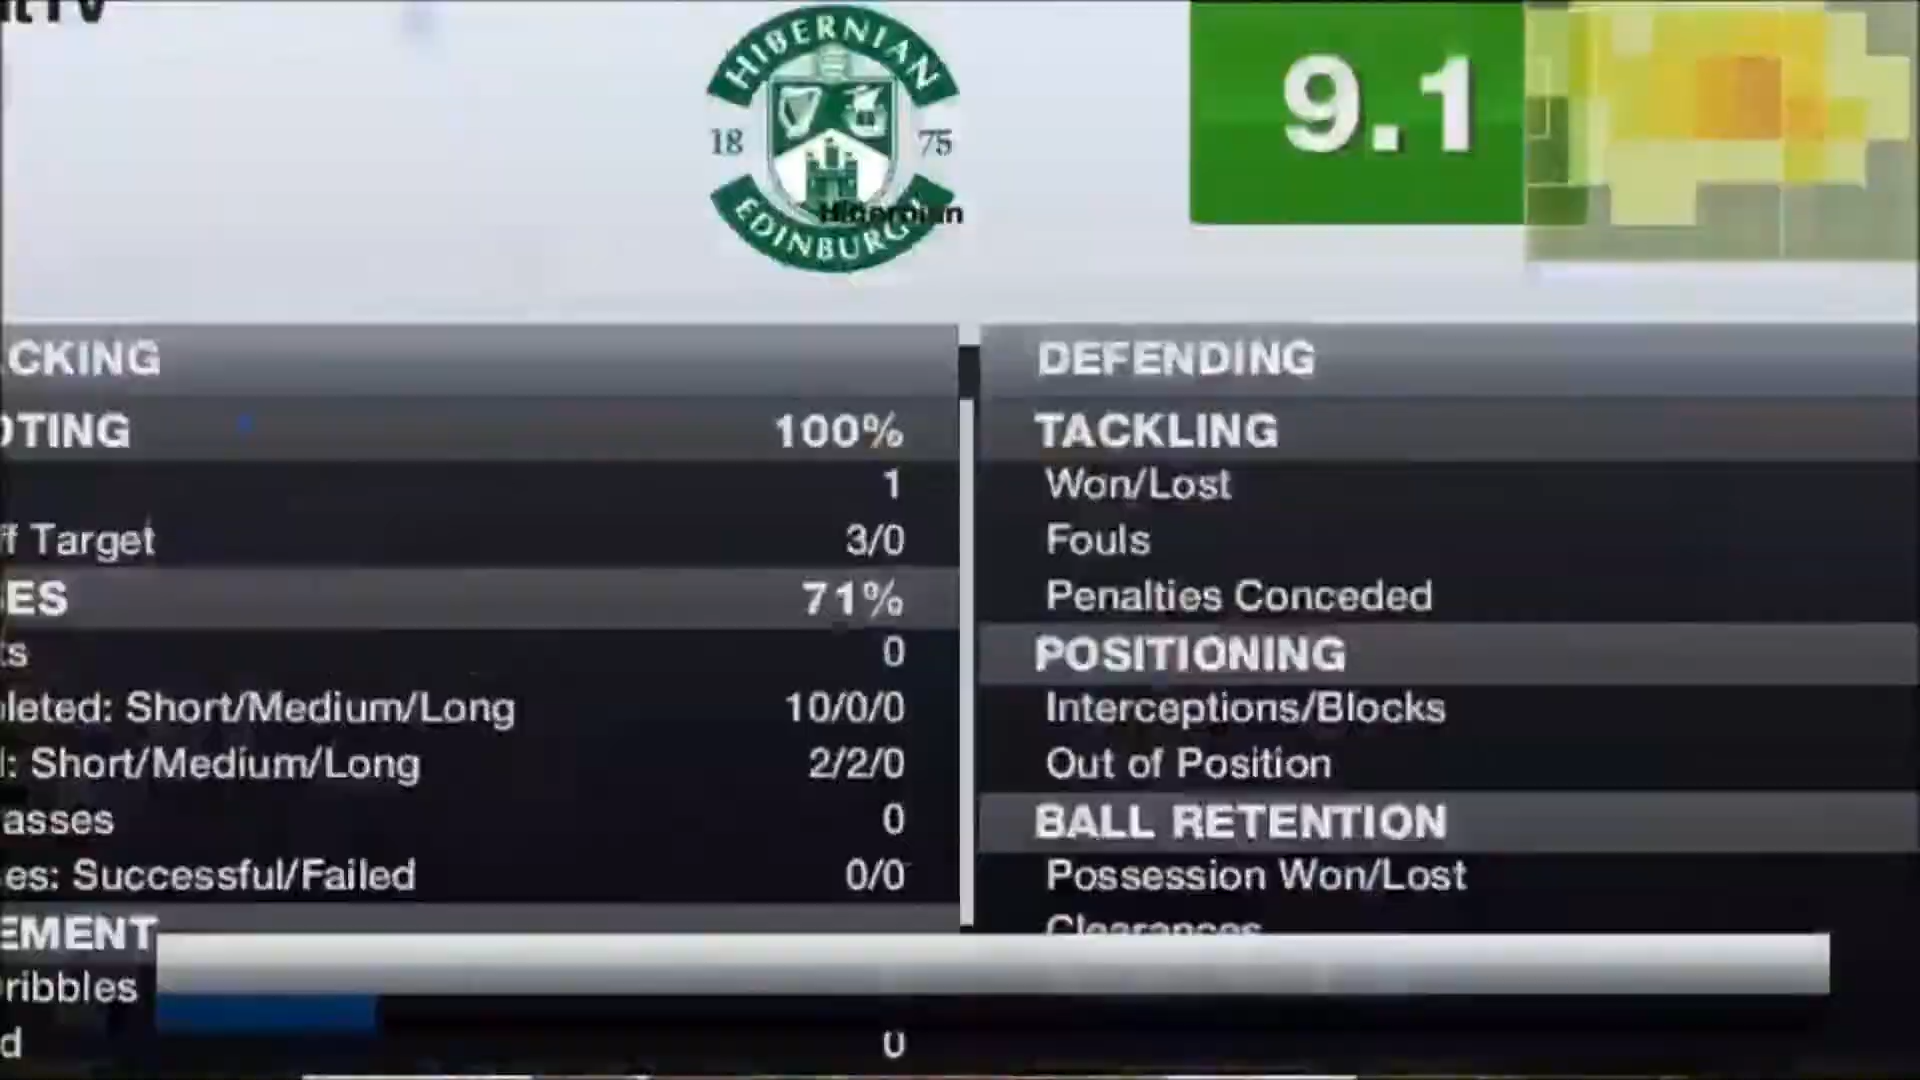 HIBERNIAN
18 75
Hibernian
EDINBURGH
9.1
CKING
OTING 100%
1
ff Target 3/0
ES 71%
ts 0
leted: Short/Medium/Long 10/0/0
: Short/Medium/Long 2/2/0
asses 0
es: Successful/Failed 0/0
EMENT
ribbles
d 0
DEFENDING
TACKLING
Won/Lost
Fouls
Penalties Conceded
POSITIONING
Interceptions/Blocks
Out of Position
BALL RETENTION
Possession Won/Lost
Clearances